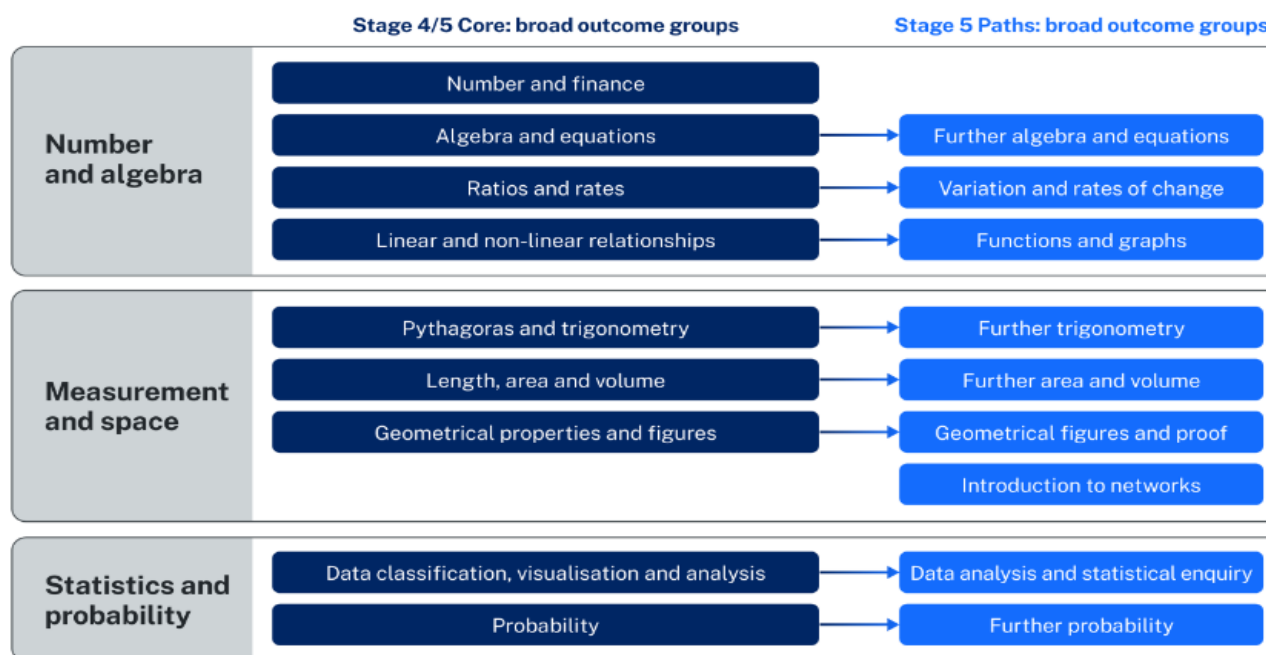 Stage 4/5 Core: broad outcome groups
Stage 5 Paths: broad outcome groups
Number
and algebra
Number and finance
Algebra and equations
Further algebra and equations
Ratios and rates
Variation and rates of change
Linear and non-linear relationships
Functions and graphs
Measurement
and space
Pythagoras and trigonometry
Further trigonometry
Length, area and volume
Further area and volume
Geometrical properties and figures
Geometrical figures and proof
Introduction to networks
Statistics and
probability
Data classification, visualisation and analysis
Data analysis and statistical enquiry
Probability
Further probability